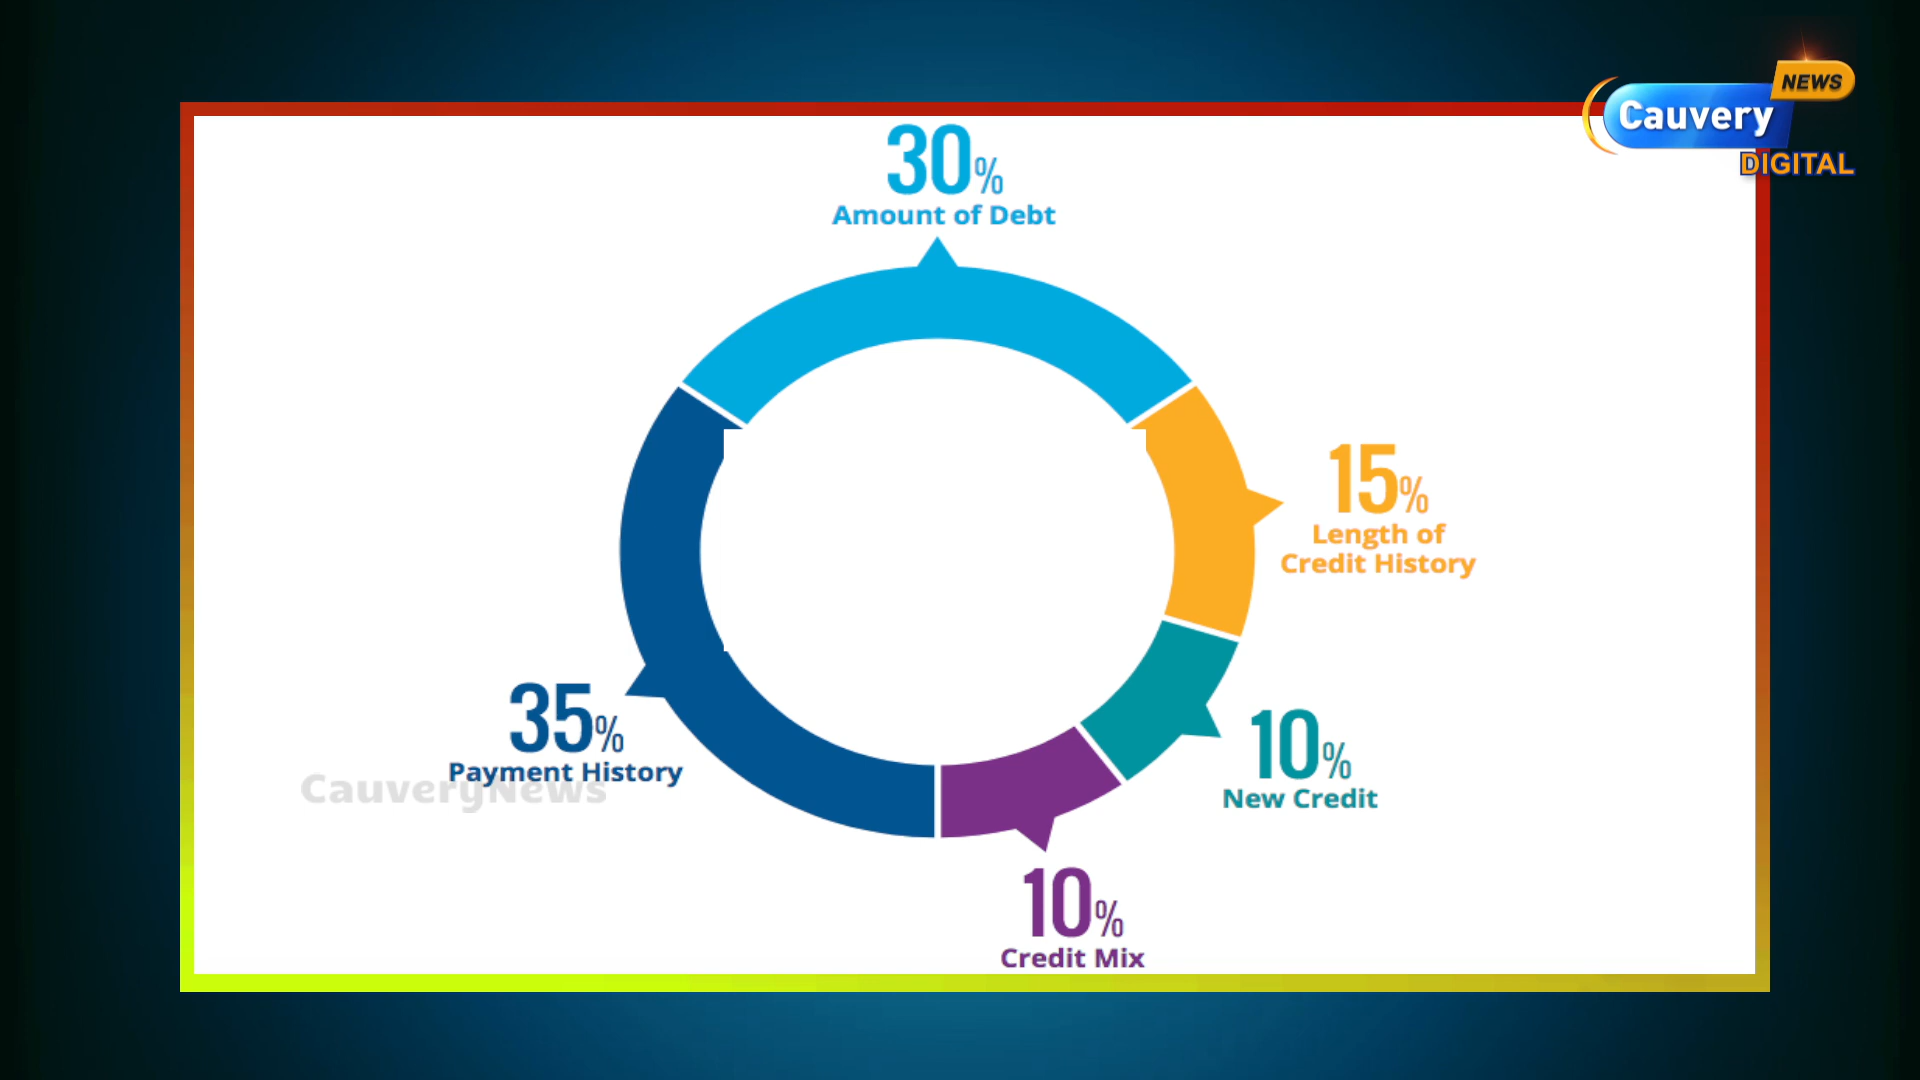 NEWS
Cauvery
DIGITAL
30%
Amount of Debt
15%
Length of
Credit History
35%
Payment History
CauveryNews
10%
New Credit
10%
Credit Mix